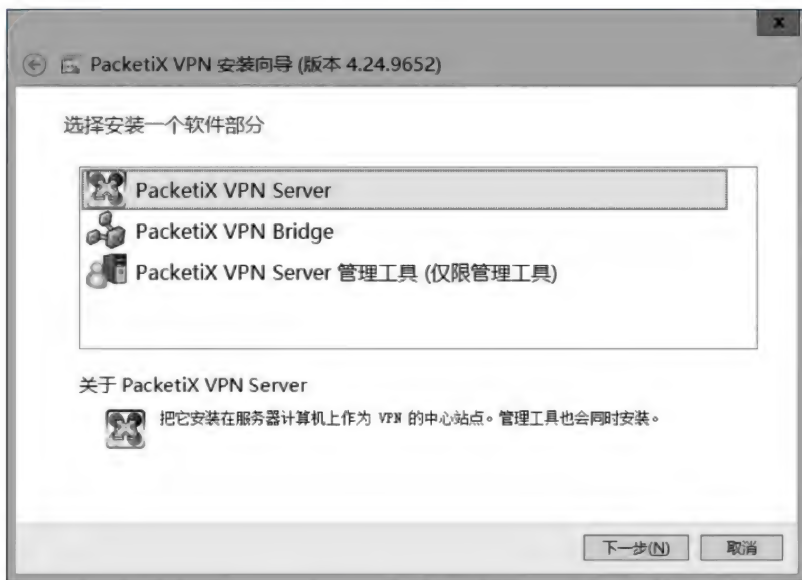 x
PacketiX VPN 安装向导 (版本 4.24.9652)
选择安装一个软件部分
PacketiX VPN Server
PacketiX VPN Bridge
PacketiX VPN Server 管理工具 (仅限管理工具)
关于 PacketiX VPN Server
把它安装在服务器计算机上作为 VPN 的中心站点。管理工具也会同时安装。
下一步(N)
取消